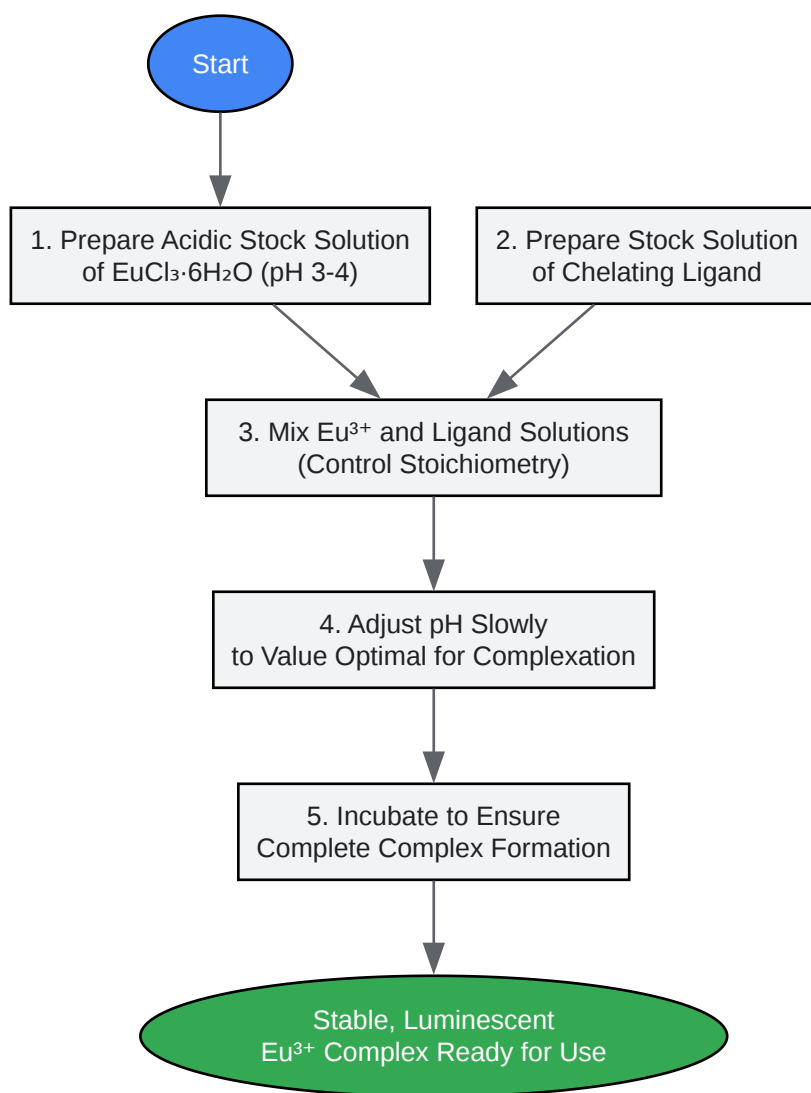 Start
1. Prepare Acidic Stock Solution
of EuCl₃·6H₂O (pH 3-4)
2. Prepare Stock Solution
of Chelating Ligand
3. Mix Eu³⁺ and Ligand Solutions
(Control Stoichiometry)
4. Adjust pH Slowly
to Value Optimal for Complexation
5. Incubate to Ensure
Complete Complex Formation
Stable, Luminescent
Eu³⁺ Complex Ready for Use